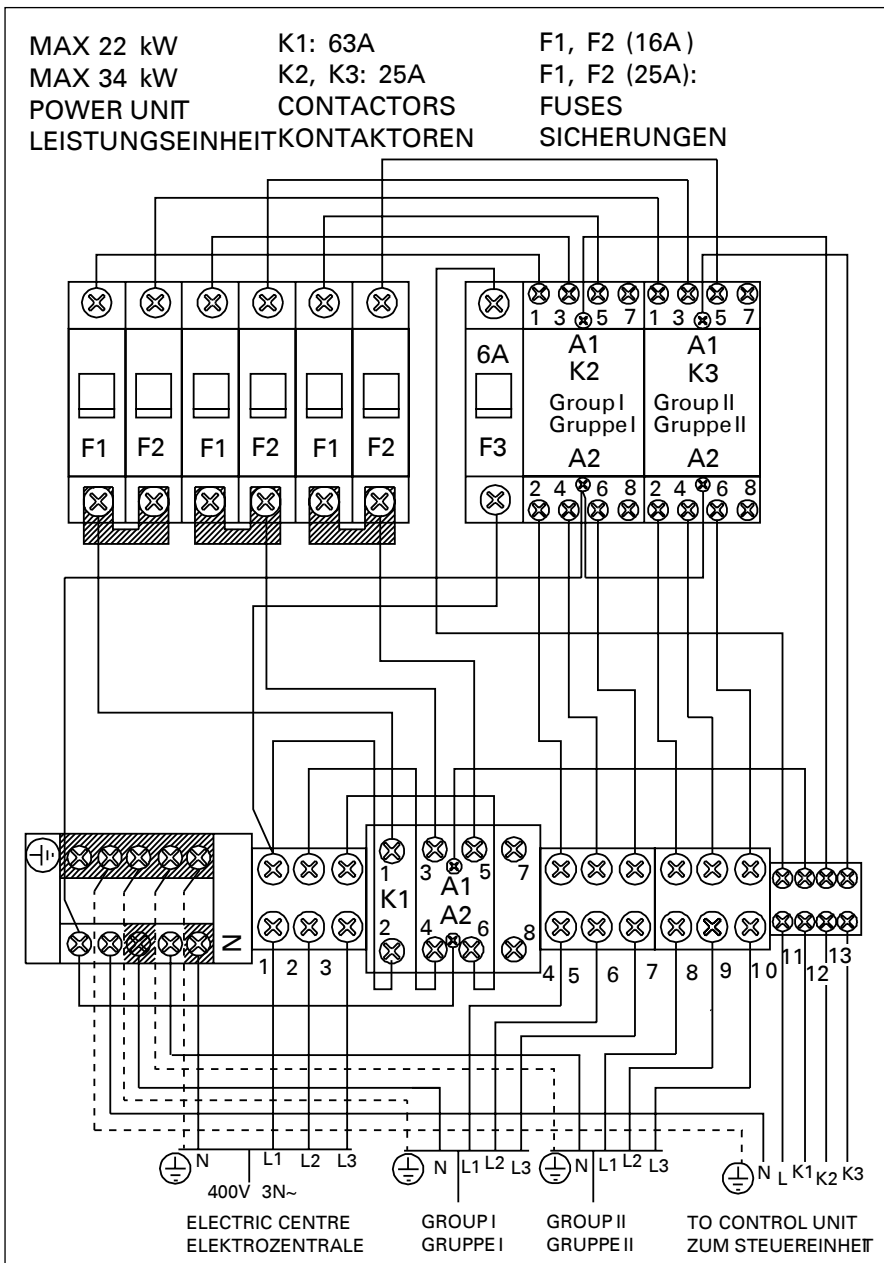 MAX 22 kW K1: 63A F1, F2 (16A)
MAX 34 kW K2, K3: 25A F1, F2 (25A):
POWER UNIT CONTACTORS FUSES
LEISTUNGSEINHEIT KONTAKTOREN SICHERUNGEN
1 3 5 7 1 3 5 7
6A A1 A1
K2 K3
Group I Group II
Gruppe I Gruppe II
F1 F2 F1 F2 F1 F2 F3
A2 A2
2 4 6 8 2 4 6 8
1 3 5 7
K1 A1
A2
2 4 6 8
N
1 2 3 4 5 6 7 8 9 10 11 12 13
N L1 L2 L3 N L1 L2 L3 N L1 L2 L3 N L K1 K2 K3
400V 3N~
ELECTRIC CENTRE GROUP I GROUP II TO CONTROL UNIT
ELEKTROZENTRALE GRUPPE I GRUPPE II ZUM STEUEREINHEIT